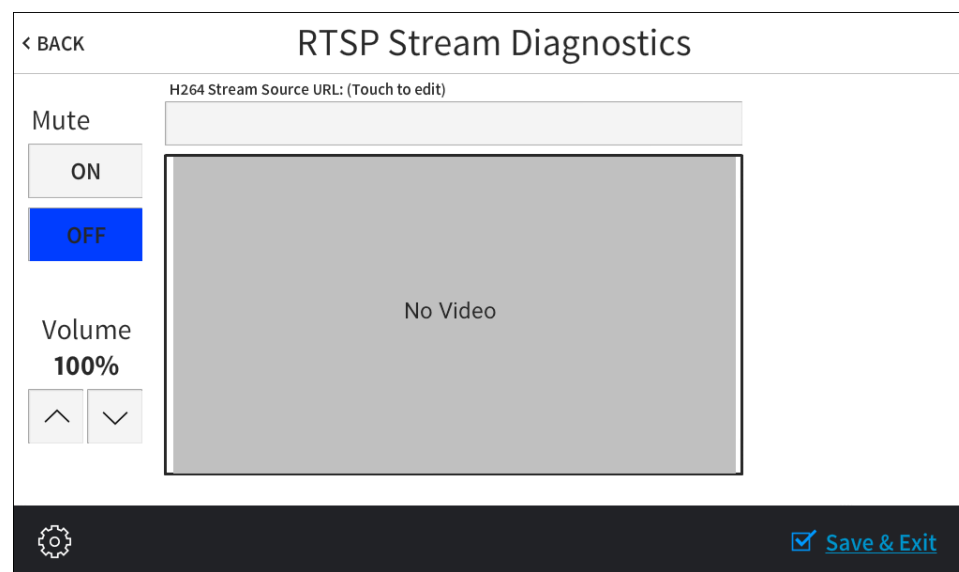 < BACK
RTSP Stream Diagnostics
H264 Stream Source URL: (Touch to edit)
Mute
ON
OFF
No Video
Volume
100%
Save & Exit